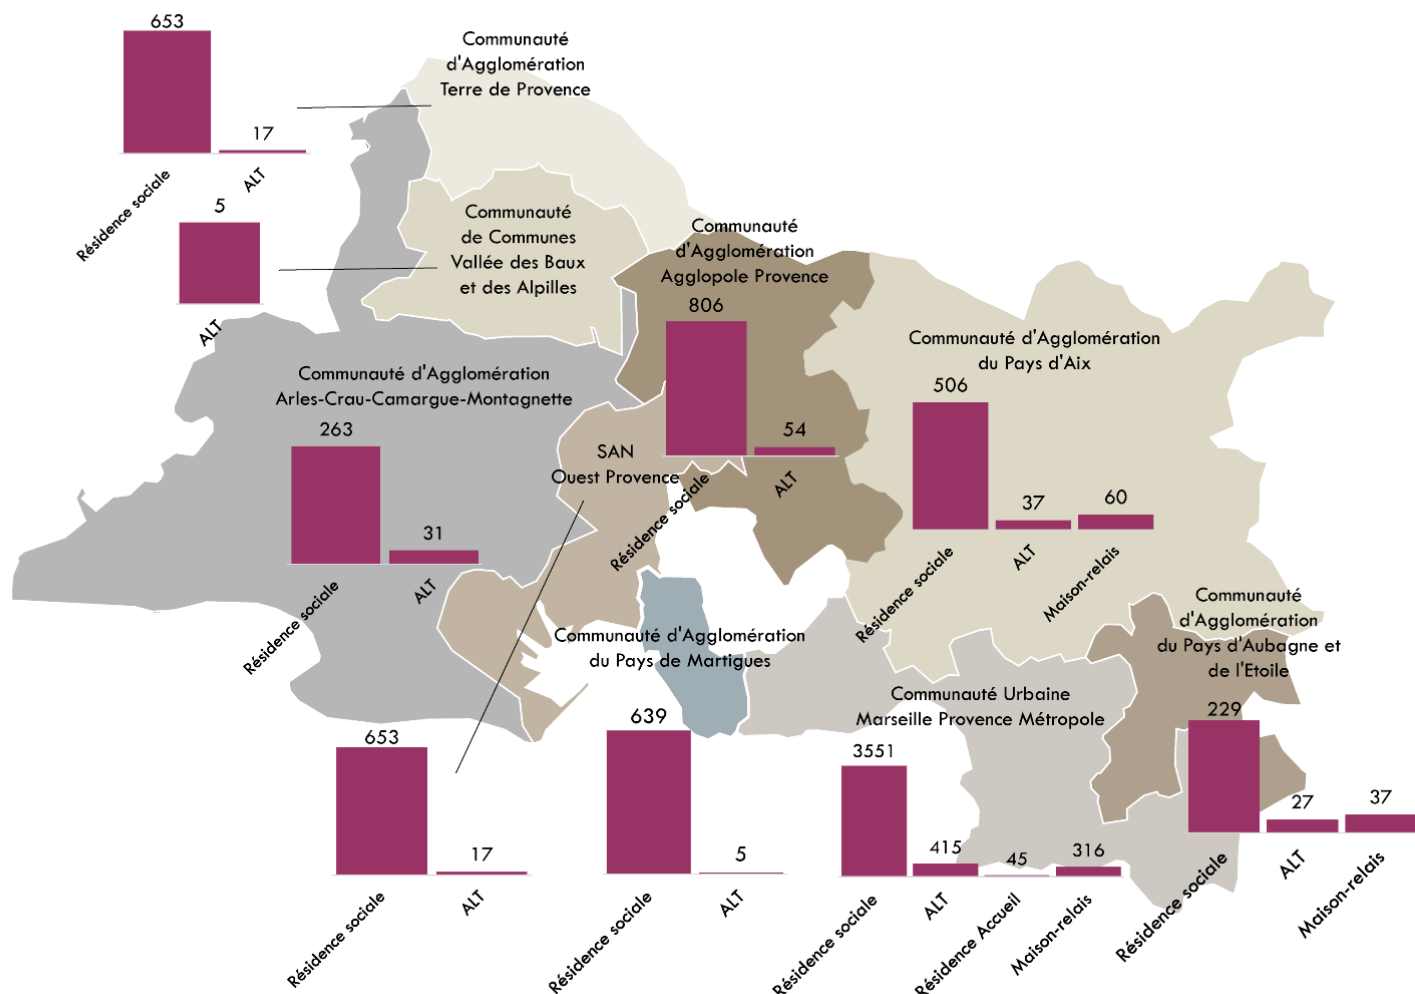 653
17
Résidence sociale
ALT
Communauté
d'Agglomération
Terre de Provence
5
ALT
Communauté
de Communes
Vallée des Baux
et des Alpilles
Communauté
d'Agglomération
Agglopole Provence
806
54
Résidence sociale
ALT
Communauté d'Agglomération
du Pays d'Aix
506
37
60
Résidence sociale
ALT
Maison-relais
Communauté d'Agglomération
Arles-Crau-Camargue-Montagnette
263
31
Résidence sociale
ALT
SAN
Ouest Provence
653
17
Résidence sociale
ALT
Communauté d'Agglomération
du Pays de Martigues
639
5
Résidence sociale
ALT
Communauté Urbaine
Marseille Provence Métropole
3551
415
45
316
Résidence sociale
ALT
Résidence Accueil
Maison-relais
Communauté
d'Agglomération
du Pays d'Aubagne et
de l'Etoile
229
27
37
Résidence sociale
ALT
Maison-relais